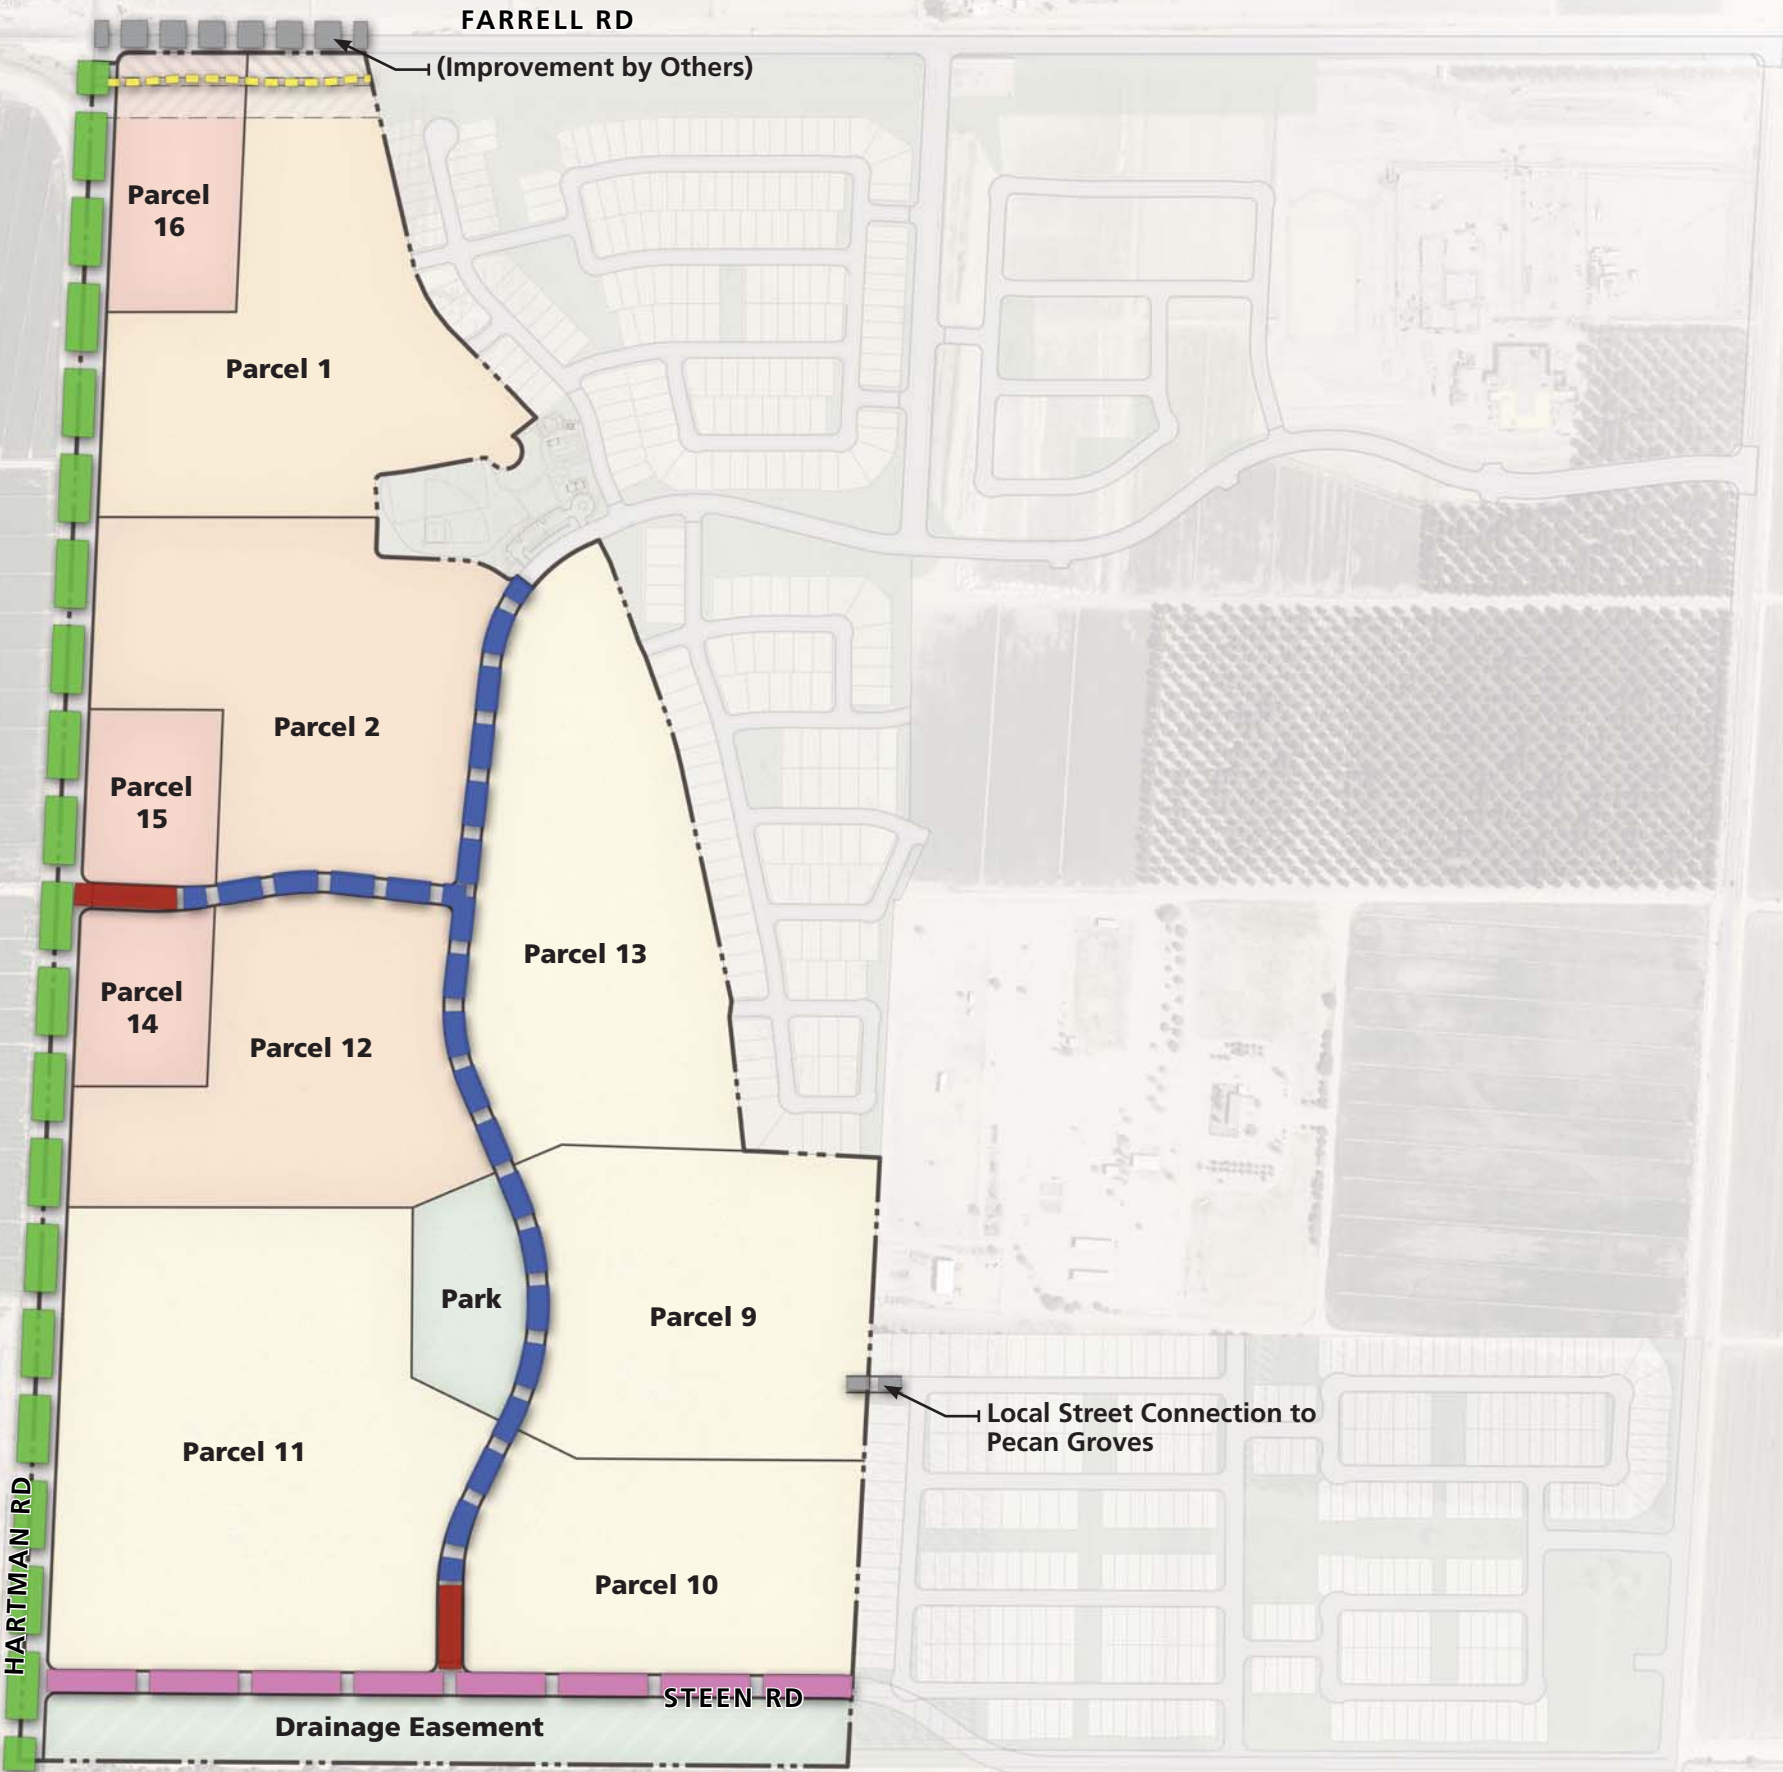 FARRELL RD
(Improvement by Others)
Parcel
16
Parcel 1
Parcel 2
Parcel
15
Parcel 13
Parcel
14
Parcel 12
Park
Parcel 9
Local Street Connection to
Pecan Groves
Parcel 11
HARTMAN RD
Parcel 10
STEEN RD
Drainage Easement